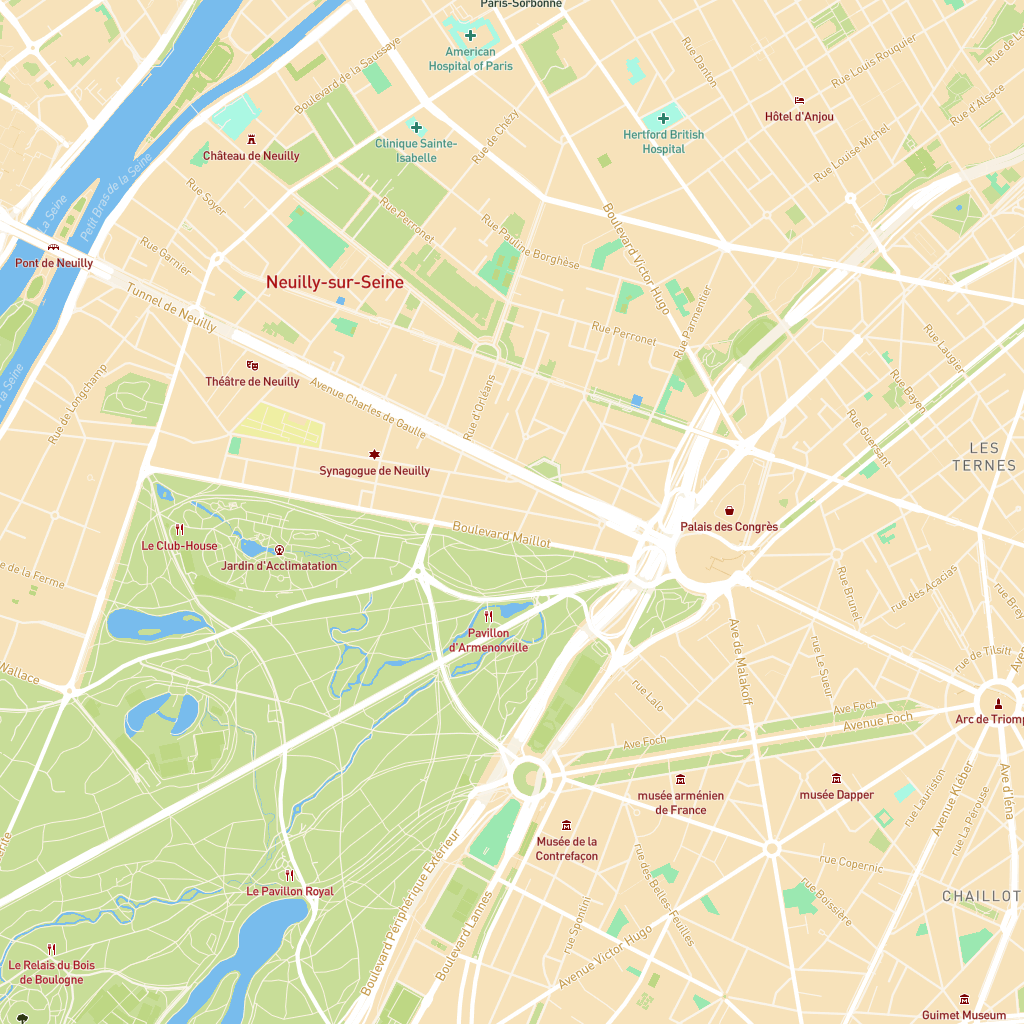 Paris-Sorbonne
American
Hospital of Paris
Boulevard de la Saussaye
Rue Danton
Rue Louis Rouquier
Rue d'Alsace
Hôtel d'Anjou
Clinique Sainte-
Isabelle
Rue de Chézy
Hertford British
Hospital
Rue Louise Michel
Château de Neuilly
Petit Bras de la Seine
La Seine
Rue Soyer
Rue Perronet
Rue Pauline Borghèse
Boulevard Victor Hugo
Rue Garnier
Pont de Neuilly
Neuilly-sur-Seine
Tunnel de Neuilly
Rue Parmentier
Rue Perronet
Rue Laugier
Théâtre de Neuilly
Avenue Charles de Gaulle
Rue d'Orléans
Rue de Longchamp
la Seine
Rue Bayen
Rue Guersant
LES
TERNES
Synagogue de Neuilly
Palais des Congrès
Boulevard Maillot
Le Club-House
Jardin d'Acclimatation
e de la Ferme
Rue Brunel
rue des Acacias
Rue Brey
Pavillon
d'Armenonville
Ave de Malakoff
rue Le Sueur
rue de Tilsitt
Wallace
rue Lalo
Ave Foch
Avenue Foch
Arc de Triomp
Ave Foch
musée arménien
de France
musée Dapper
rue Lauriston
Avenue Kléber
rue La Perouse
Ave d'Iéna
Musée de la
Contrefaçon
Boulevard Périphérique Extérieur
rue des Belles-Feuilles
rue Copernic
rue Boissière
Le Pavillon Royal
CHAILLOT
Boulevard Lannes
rue Spontini
Avenue Victor Hugo
Le Relais du Bois
de Boulogne
Guimet Museum